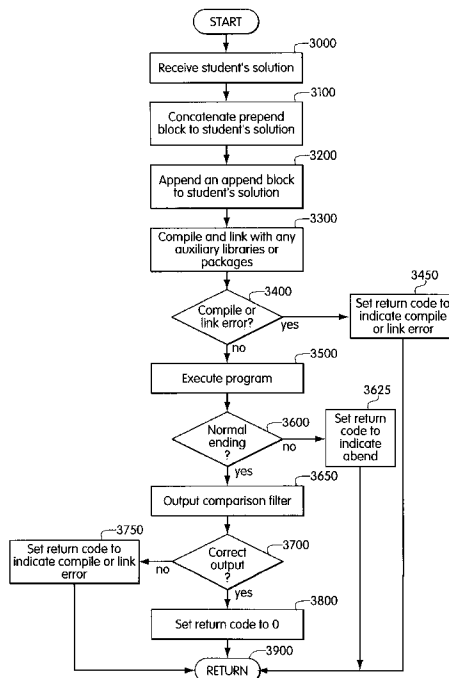 START
3000
Receive student's solution
3100
Concatenate prepend
block to student's solution
3200
Append an append block
to student's solution
3300
Compile and link with any
auxiliary libraries or
packages
3400
Compile or
link error?
yes
no
3450
Set return code to
indicate compile
or link error
3500
Execute program
3600
Normal
ending
?
no
yes
3625
Set return
code to
indicate
abend
3650
Output comparison filter
3700
Correct
output
?
no
yes
3750
Set return code to
indicate compile or link
error
3800
Set return code to 0
3900
RETURN